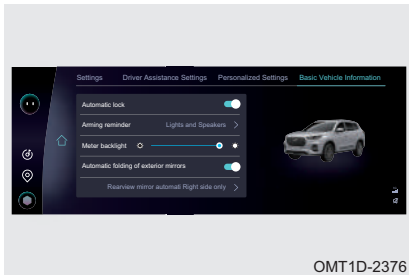 Settings Driver Assistance Settings Personalized Settings Basic Vehicle Information
Automatic lock
Arming reminder Lights and Speakers >
Meter backlight
Automatic folding of exterior mirrors
Rearview mirror automati Right side only >
OMT1D-2376